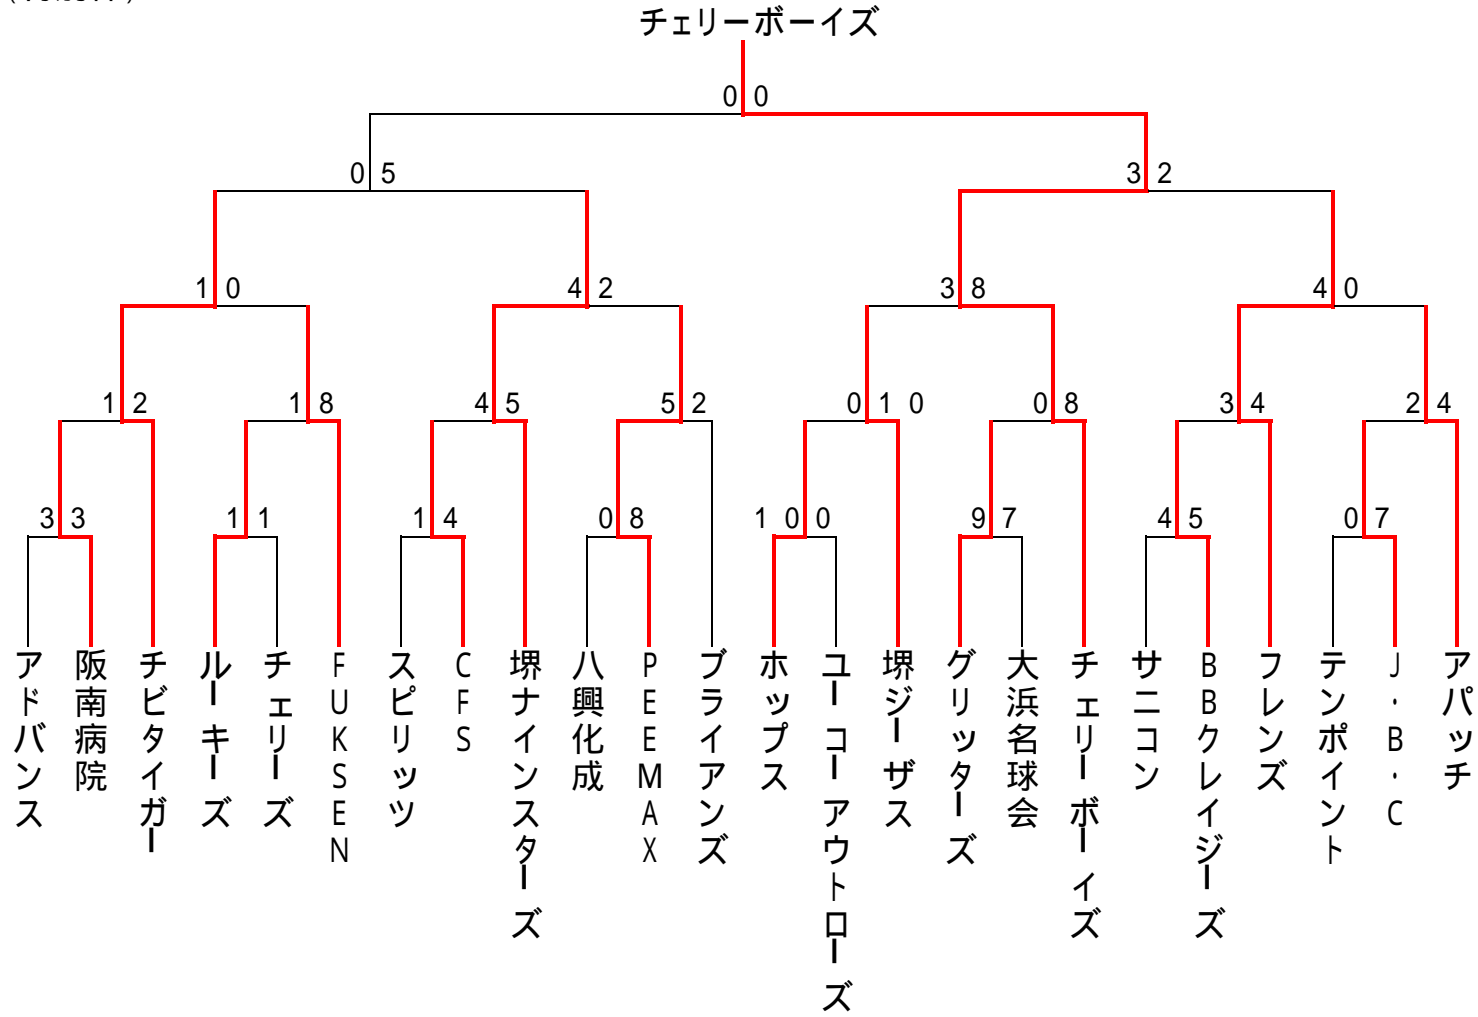 チェリーボーイズ
0 0
0 5
3 2
1 0
4 2
3 8
4 0
1 2
1 8
4 5
5 2
0 1 0
0 8
3 4
2 4
3 3
1 1
1 4
0 8
1 0 0
9 7
4 5
0 7
アドバンス
阪南病院
チビタイガー
ルーキーズ
チェリーズ
FUKSEN
スピリッツ
CFS
堺ナインスターズ
八興化成
PEEMAX
ブライアンズ
ホップス
ユーコーアウトローズ
堺ジーザス
グリッターズ
大浜名球会
チェリーボーイズ
サニコン
BBクレイジーズ
フレンズ
テンポイント
J・B・C
アパッチ